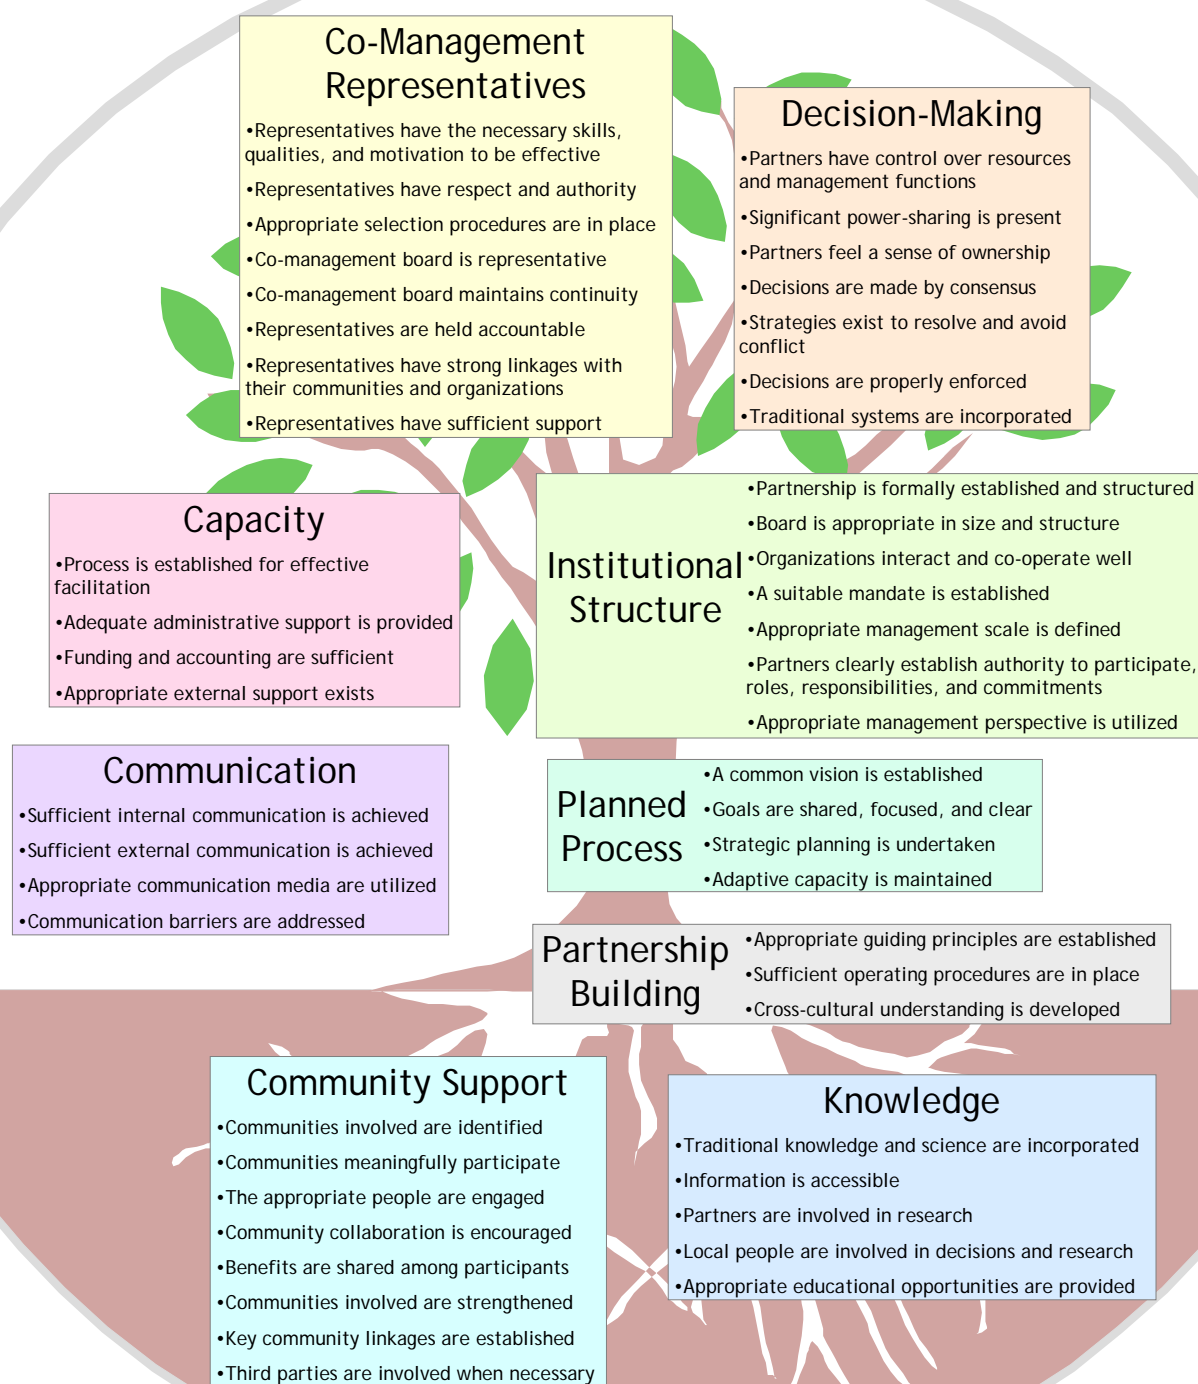 Co-Management
Representatives
•Representatives have the necessary skills,
qualities, and motivation to be effective
•Representatives have respect and authority
•Appropriate selection procedures are in place
•Co-management board is representative
•Co-management board maintains continuity
•Representatives are held accountable
•Representatives have strong linkages with
their communities and organizations
•Representatives have sufficient support
Decision-Making
•Partners have control over resources
and management functions
•Significant power-sharing is present
•Partners feel a sense of ownership
•Decisions are made by consensus
•Strategies exist to resolve and avoid
conflict
•Decisions are properly enforced
•Traditional systems are incorporated
Capacity
•Process is established for effective
facilitation
•Adequate administrative support is provided
•Funding and accounting are sufficient
•Appropriate external support exists
Institutional
Structure
•Partnership is formally established and structured
•Board is appropriate in size and structure
•Organizations interact and co-operate well
•A suitable mandate is established
•Appropriate management scale is defined
•Partners clearly establish authority to participate,
roles, responsibilities, and commitments
•Appropriate management perspective is utilized
Communication
•Sufficient internal communication is achieved
•Sufficient external communication is achieved
•Appropriate communication media are utilized
•Communication barriers are addressed
Planned
Process
•A common vision is established
•Goals are shared, focused, and clear
•Strategic planning is undertaken
•Adaptive capacity is maintained
Partnership
Building
•Appropriate guiding principles are established
•Sufficient operating procedures are in place
•Cross-cultural understanding is developed
Community Support
•Communities involved are identified
•Communities meaningfully participate
•The appropriate people are engaged
•Community collaboration is encouraged
•Benefits are shared among participants
•Communities involved are strengthened
•Key community linkages are established
•Third parties are involved when necessary
Knowledge
•Traditional knowledge and science are incorporated
•Information is accessible
•Partners are involved in research
•Local people are involved in decisions and research
•Appropriate educational opportunities are provided